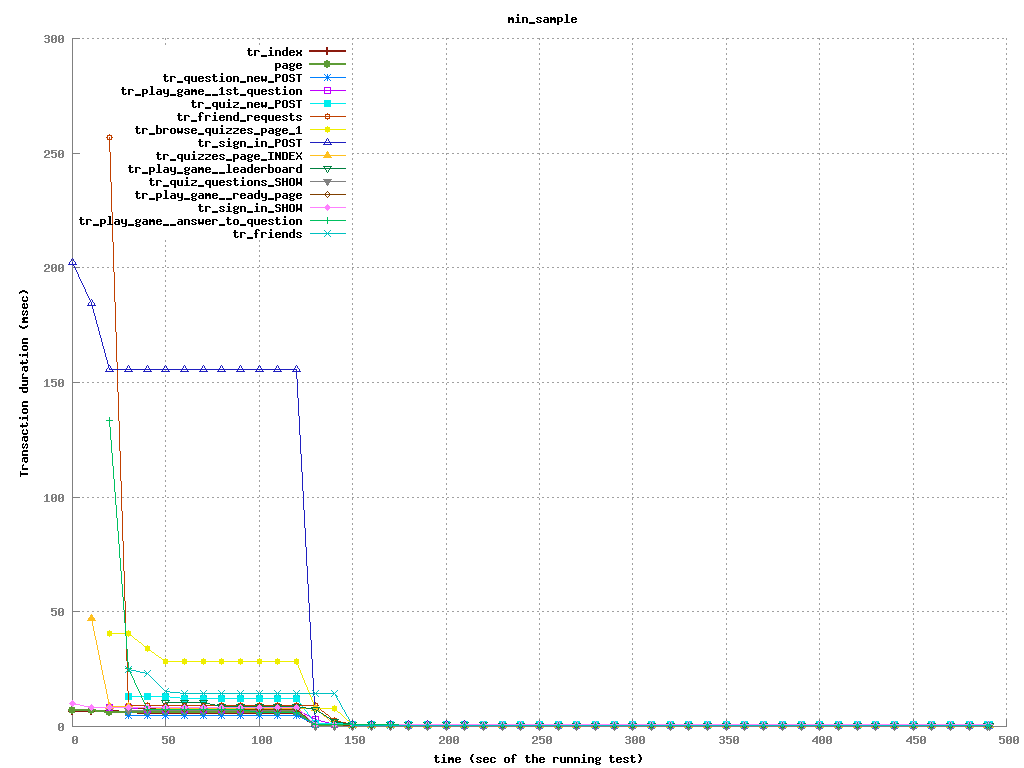 min_sample
300
250
200
150
100
50
0
Transaction duration (msec)
tr_index
page
tr_question_new_POST
tr_play_game__1st_question
tr_quiz_new_POST
tr_friend_requests
tr_browse_quizzes_page_1
tr_sign_in_POST
tr_quizzes_page_INDEX
tr_play_game__leaderboard
tr_quiz_questions_SHOW
tr_play_game__ready_page
tr_sign_in_SHOW
tr_play_game__answer_to_question
tr_friends
0 50 100 150 200 250 300 350 400 450 500
time (sec of the running test)